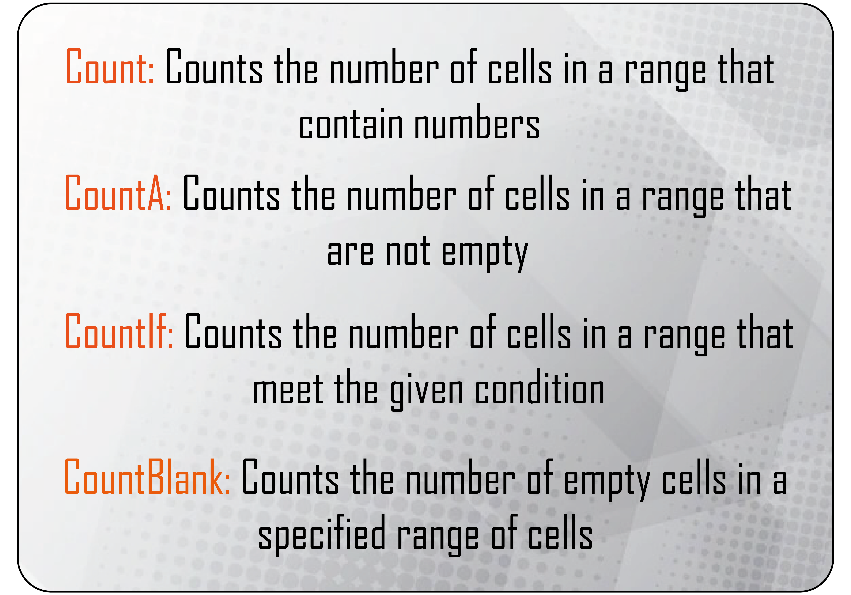 Count: Counts the number of cells in a range that
contain numbers
CountA: Counts the number of cells in a range that
are not empty
CountIf: Counts the number of cells in a range that
meet the given condition
CountBlank: Counts the number of empty cells in a
specified range of cells